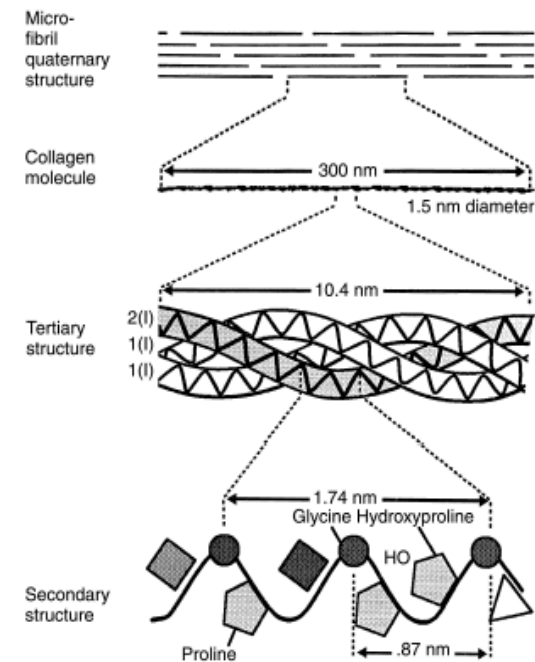 Micro-
fibril
quaternary
structure
Collagen
molecule
300 nm
1.5 nm diameter
10.4 nm
Tertiary
structure
2(I)
1(I)
1(I)
1.74 nm
Glycine Hydroxyproline
HO
Secondary
structure
Proline
.87 nm